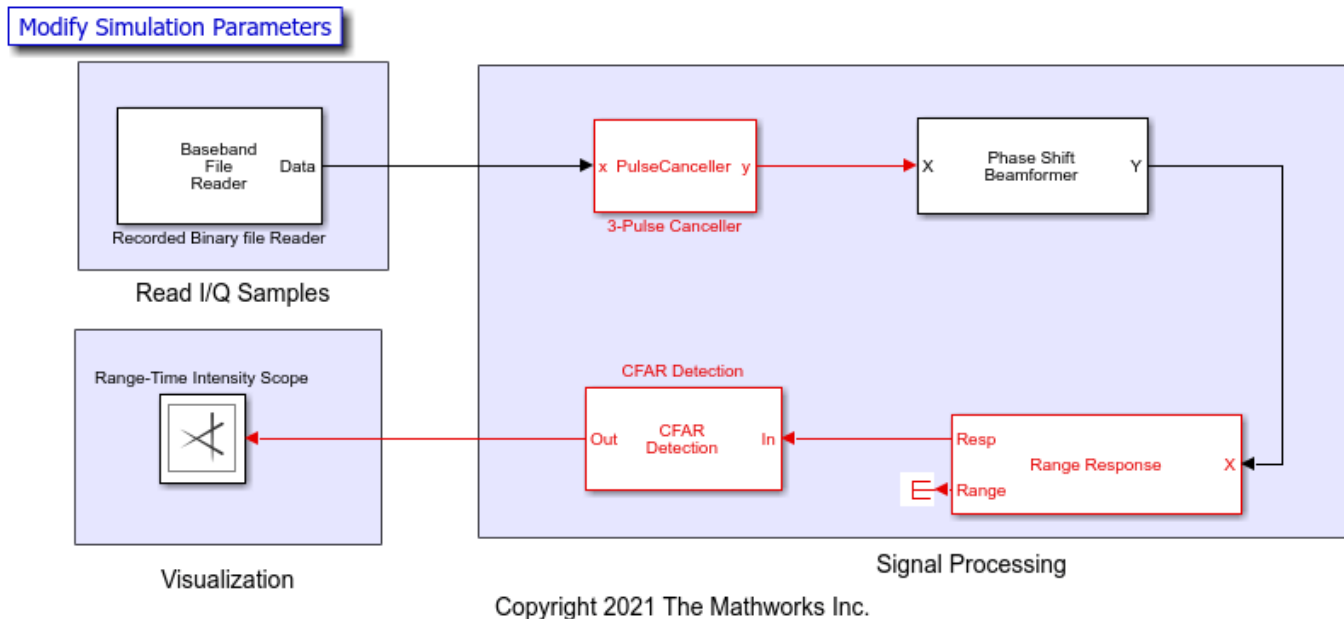 Modify Simulation Parameters
Baseband
File
Reader
Data
Recorded Binary file Reader
Read I/Q Samples
x PulseCanceller y
3-Pulse Canceller
X
Phase Shift
Beamformer
Y
Range-Time Intensity Scope
Visualization
CFAR Detection
Out
CFAR
Detection
In
Resp
Range Response
X
Range
Signal Processing
Copyright 2021 The Mathworks Inc.